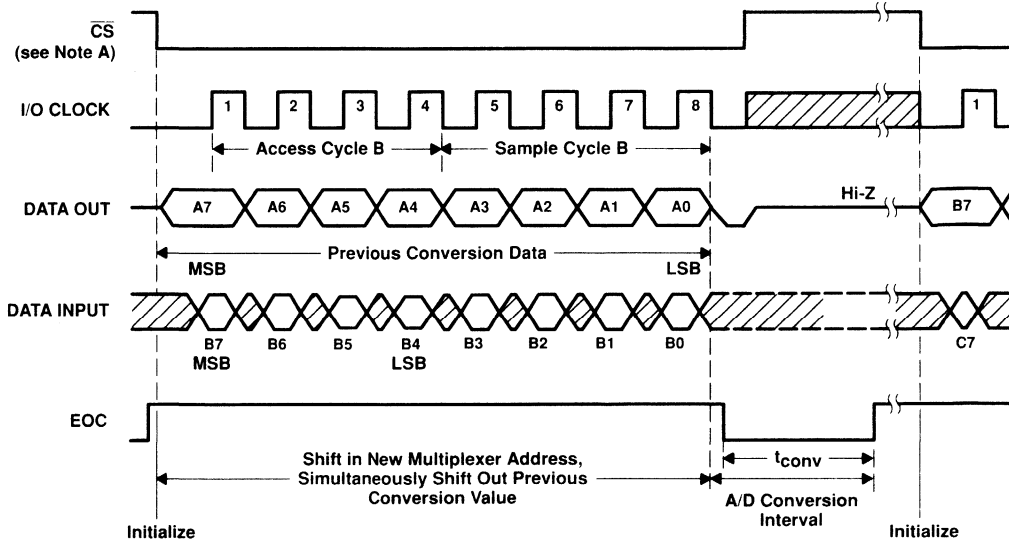 CS
(see Note A)
I/O CLOCK
1 2 3 4 5 6 7 8 1
Access Cycle B Sample Cycle B
DATA OUT
A7 A6 A5 A4 A3 A2 A1 A0 Hi-Z B7
Previous Conversion Data
MSB LSB
DATA INPUT
B7 B6 B5 B4 B3 B2 B1 B0 C7
MSB LSB
EOC
Shift in New Multiplexer Address,
Simultaneously Shift Out Previous
Conversion Value
tconv
A/D Conversion
Interval
Initialize Initialize